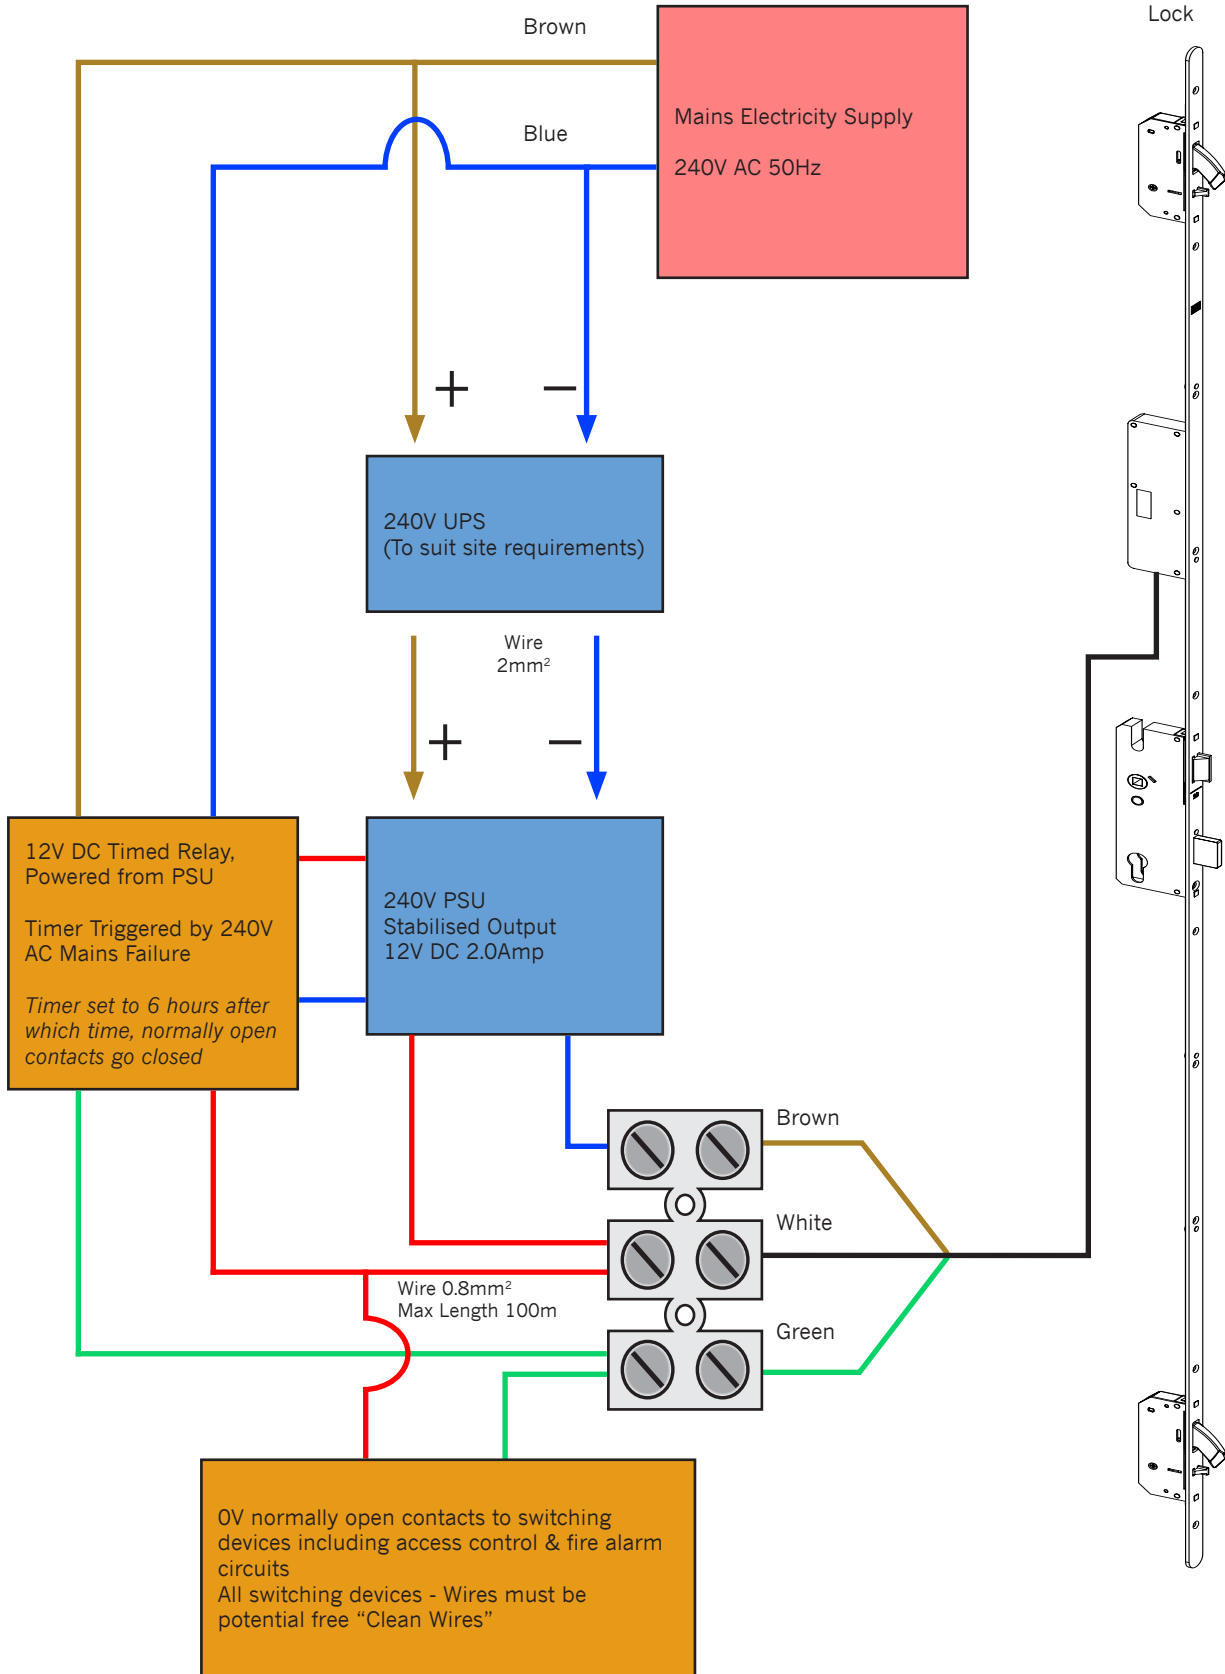 Brown
Lock
Mains Electricity Supply
Blue
240V AC 50Hz
+
−
240V UPS
(To suit site requirements)
Wire
2mm²
+
−
12V DC Timed Relay,
Powered from PSU
Timer Triggered by 240V
AC Mains Failure
Timer set to 6 hours after
which time, normally open
contacts go closed
240V PSU
Stabilised Output
12V DC 2.0Amp
Brown
White
Wire 0.8mm²
Max Length 100m
Green
0V normally open contacts to switching
devices including access control & fire alarm
circuits
All switching devices - Wires must be
potential free “Clean Wires”